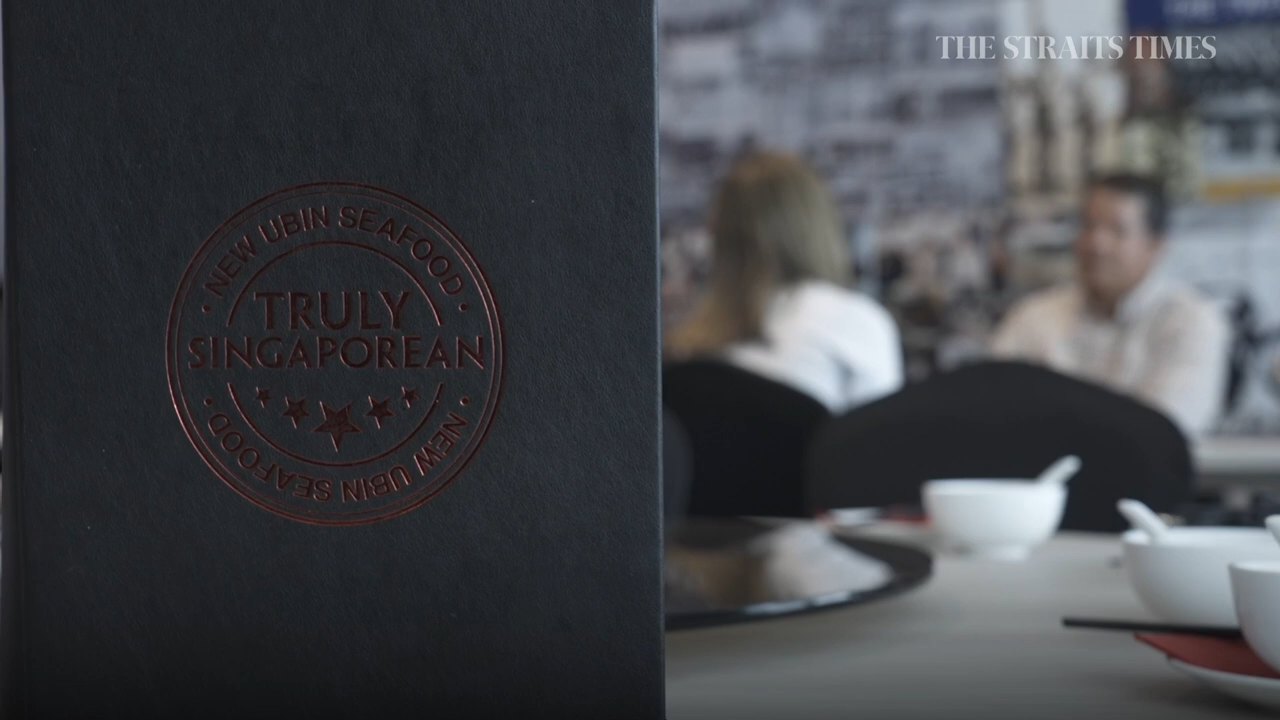 THE STRAITS TIMES
NEW UBIN SEAFOOD
TRULY
SINGAPOREAN
NEW UBIN SEAFOOD